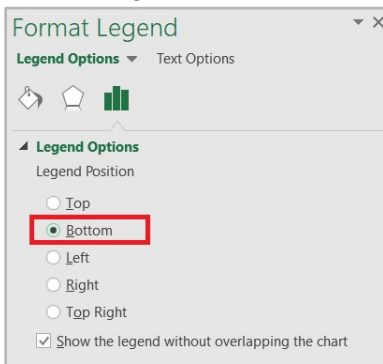 Format Legend
Legend Options Text Options
Legend Options
Legend Position
Top
Bottom
Left
Right
Top Right
Show the legend without overlapping the chart